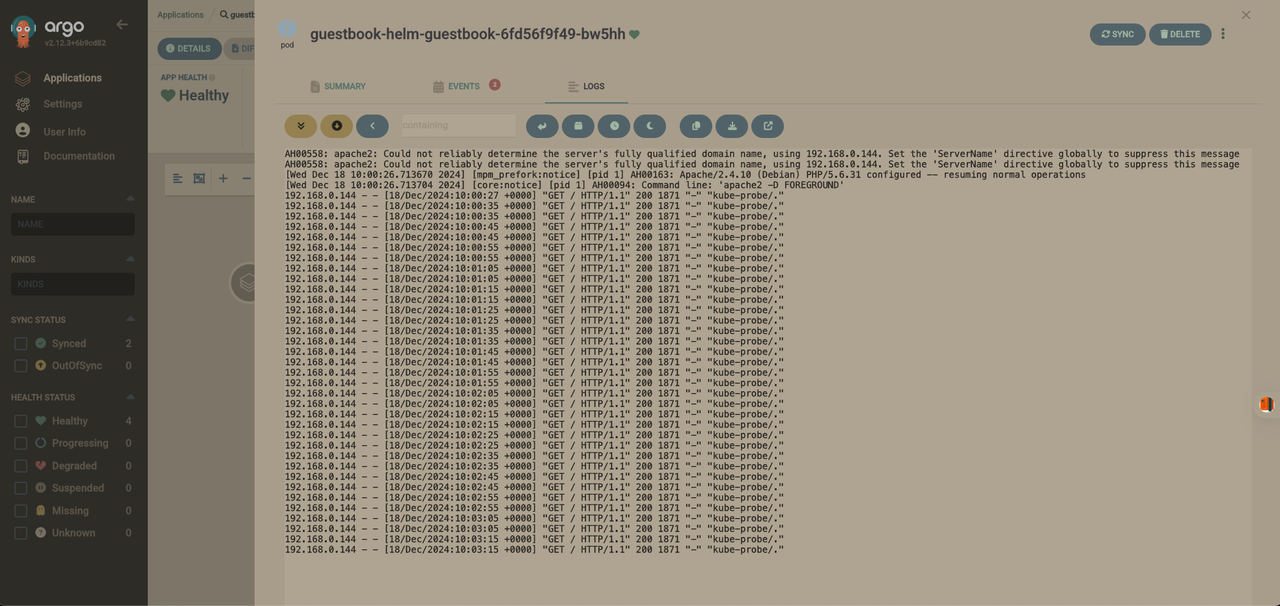 argo
v2.12.3+6b9cd82
Applications
Settings
User Info
Documentation
NAME
NAME
KINDS
KINDS
SYNC STATUS
Synced 2
OutOfSync 0
HEALTH STATUS
Healthy 4
Progressing 0
Degraded 0
Suspended 0
Missing 0
Unknown 0
Applications / guestb
DETAILS
DIF
APP HEALTH
Healthy
pod
guestbook-helm-guestbook-6fd56f9f49-bw5hh
SYNC
DELETE
SUMMARY
EVENTS
LOGS
containing
AH00558: apache2: Could not reliably determine the server's fully qualified domain name, using 192.168.0.144. Set the 'ServerName' directive globally to suppress this message
AH00558: apache2: Could not reliably determine the server's fully qualified domain name, using 192.168.0.144. Set the 'ServerName' directive globally to suppress this message
[Wed Dec 18 10:00:26.713670 2024] [mpm_prefork:notice] [pid 1] AH00163: Apache/2.4.10 (Debian) PHP/5.6.31 configured -- resuming normal operations
[Wed Dec 18 10:00:26.713704 2024] [core:notice] [pid 1] AH00094: Command line: 'apache2 -D FOREGROUND'
192.168.0.144 - - [18/Dec/2024:10:00:27 +0000] "GET / HTTP/1.1" 200 1871 "-" "kube-probe/."
192.168.0.144 - - [18/Dec/2024:10:00:35 +0000] "GET / HTTP/1.1" 200 1871 "-" "kube-probe/."
192.168.0.144 - - [18/Dec/2024:10:00:35 +0000] "GET / HTTP/1.1" 200 1871 "-" "kube-probe/."
192.168.0.144 - - [18/Dec/2024:10:00:45 +0000] "GET / HTTP/1.1" 200 1871 "-" "kube-probe/."
192.168.0.144 - - [18/Dec/2024:10:00:45 +0000] "GET / HTTP/1.1" 200 1871 "-" "kube-probe/."
192.168.0.144 - - [18/Dec/2024:10:00:55 +0000] "GET / HTTP/1.1" 200 1871 "-" "kube-probe/."
192.168.0.144 - - [18/Dec/2024:10:00:55 +0000] "GET / HTTP/1.1" 200 1871 "-" "kube-probe/."
192.168.0.144 - - [18/Dec/2024:10:01:05 +0000] "GET / HTTP/1.1" 200 1871 "-" "kube-probe/."
192.168.0.144 - - [18/Dec/2024:10:01:05 +0000] "GET / HTTP/1.1" 200 1871 "-" "kube-probe/."
192.168.0.144 - - [18/Dec/2024:10:01:15 +0000] "GET / HTTP/1.1" 200 1871 "-" "kube-probe/."
192.168.0.144 - - [18/Dec/2024:10:01:15 +0000] "GET / HTTP/1.1" 200 1871 "-" "kube-probe/."
192.168.0.144 - - [18/Dec/2024:10:01:25 +0000] "GET / HTTP/1.1" 200 1871 "-" "kube-probe/."
192.168.0.144 - - [18/Dec/2024:10:01:25 +0000] "GET / HTTP/1.1" 200 1871 "-" "kube-probe/."
192.168.0.144 - - [18/Dec/2024:10:01:35 +0000] "GET / HTTP/1.1" 200 1871 "-" "kube-probe/."
192.168.0.144 - - [18/Dec/2024:10:01:35 +0000] "GET / HTTP/1.1" 200 1871 "-" "kube-probe/."
192.168.0.144 - - [18/Dec/2024:10:01:45 +0000] "GET / HTTP/1.1" 200 1871 "-" "kube-probe/."
192.168.0.144 - - [18/Dec/2024:10:01:45 +0000] "GET / HTTP/1.1" 200 1871 "-" "kube-probe/."
192.168.0.144 - - [18/Dec/2024:10:01:55 +0000] "GET / HTTP/1.1" 200 1871 "-" "kube-probe/."
192.168.0.144 - - [18/Dec/2024:10:01:55 +0000] "GET / HTTP/1.1" 200 1871 "-" "kube-probe/."
192.168.0.144 - - [18/Dec/2024:10:02:05 +0000] "GET / HTTP/1.1" 200 1871 "-" "kube-probe/."
192.168.0.144 - - [18/Dec/2024:10:02:05 +0000] "GET / HTTP/1.1" 200 1871 "-" "kube-probe/."
192.168.0.144 - - [18/Dec/2024:10:02:15 +0000] "GET / HTTP/1.1" 200 1871 "-" "kube-probe/."
192.168.0.144 - - [18/Dec/2024:10:02:15 +0000] "GET / HTTP/1.1" 200 1871 "-" "kube-probe/."
192.168.0.144 - - [18/Dec/2024:10:02:25 +0000] "GET / HTTP/1.1" 200 1871 "-" "kube-probe/."
192.168.0.144 - - [18/Dec/2024:10:02:25 +0000] "GET / HTTP/1.1" 200 1871 "-" "kube-probe/."
192.168.0.144 - - [18/Dec/2024:10:02:35 +0000] "GET / HTTP/1.1" 200 1871 "-" "kube-probe/."
192.168.0.144 - - [18/Dec/2024:10:02:35 +0000] "GET / HTTP/1.1" 200 1871 "-" "kube-probe/."
192.168.0.144 - - [18/Dec/2024:10:02:45 +0000] "GET / HTTP/1.1" 200 1871 "-" "kube-probe/."
192.168.0.144 - - [18/Dec/2024:10:02:45 +0000] "GET / HTTP/1.1" 200 1871 "-" "kube-probe/."
192.168.0.144 - - [18/Dec/2024:10:02:55 +0000] "GET / HTTP/1.1" 200 1871 "-" "kube-probe/."
192.168.0.144 - - [18/Dec/2024:10:02:55 +0000] "GET / HTTP/1.1" 200 1871 "-" "kube-probe/."
192.168.0.144 - - [18/Dec/2024:10:03:05 +0000] "GET / HTTP/1.1" 200 1871 "-" "kube-probe/."
192.168.0.144 - - [18/Dec/2024:10:03:05 +0000] "GET / HTTP/1.1" 200 1871 "-" "kube-probe/."
192.168.0.144 - - [18/Dec/2024:10:03:15 +0000] "GET / HTTP/1.1" 200 1871 "-" "kube-probe/."
192.168.0.144 - - [18/Dec/2024:10:03:15 +0000] "GET / HTTP/1.1" 200 1871 "-" "kube-probe/."